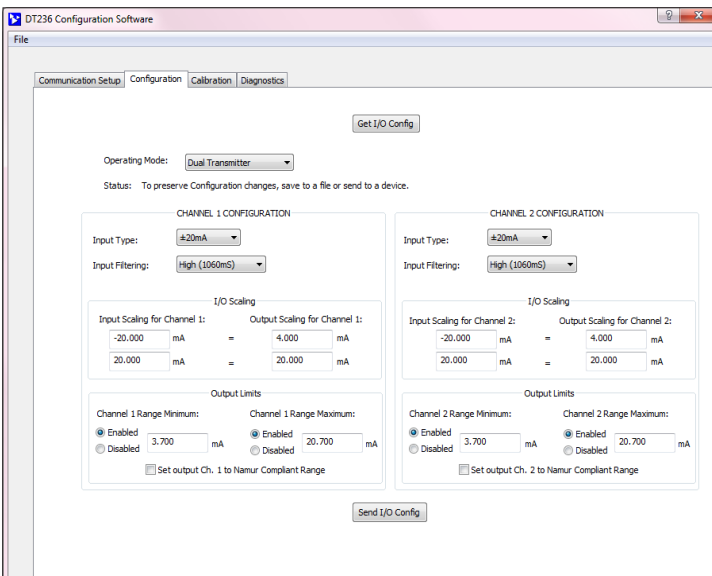 DT236 Configuration Software
File
Communication Setup Configuration Calibration Diagnostics
Get I/O Config
Operating Mode: Dual Transmitter
Status: To preserve Configuration changes, save to a file or send to a device.
CHANNEL 1 CONFIGURATION
Input Type: ±20mA
Input Filtering: High (1060mS)
I/O Scaling
Input Scaling for Channel 1: Output Scaling for Channel 1:
-20.000 mA = 4.000 mA
20.000 mA = 20.000 mA
Output Limits
Channel 1 Range Minimum: Channel 1 Range Maximum:
Enabled Enabled
3.700 mA 20.700 mA
Disabled Disabled
Set output Ch. 1 to Namur Compliant Range
CHANNEL 2 CONFIGURATION
Input Type: ±20mA
Input Filtering: High (1060mS)
I/O Scaling
Input Scaling for Channel 2: Output Scaling for Channel 2:
-20.000 mA = 4.000 mA
20.000 mA = 20.000 mA
Output Limits
Channel 2 Range Minimum: Channel 2 Range Maximum:
Enabled Enabled
3.700 mA 20.700 mA
Disabled Disabled
Set output Ch. 2 to Namur Compliant Range
Send I/O Config